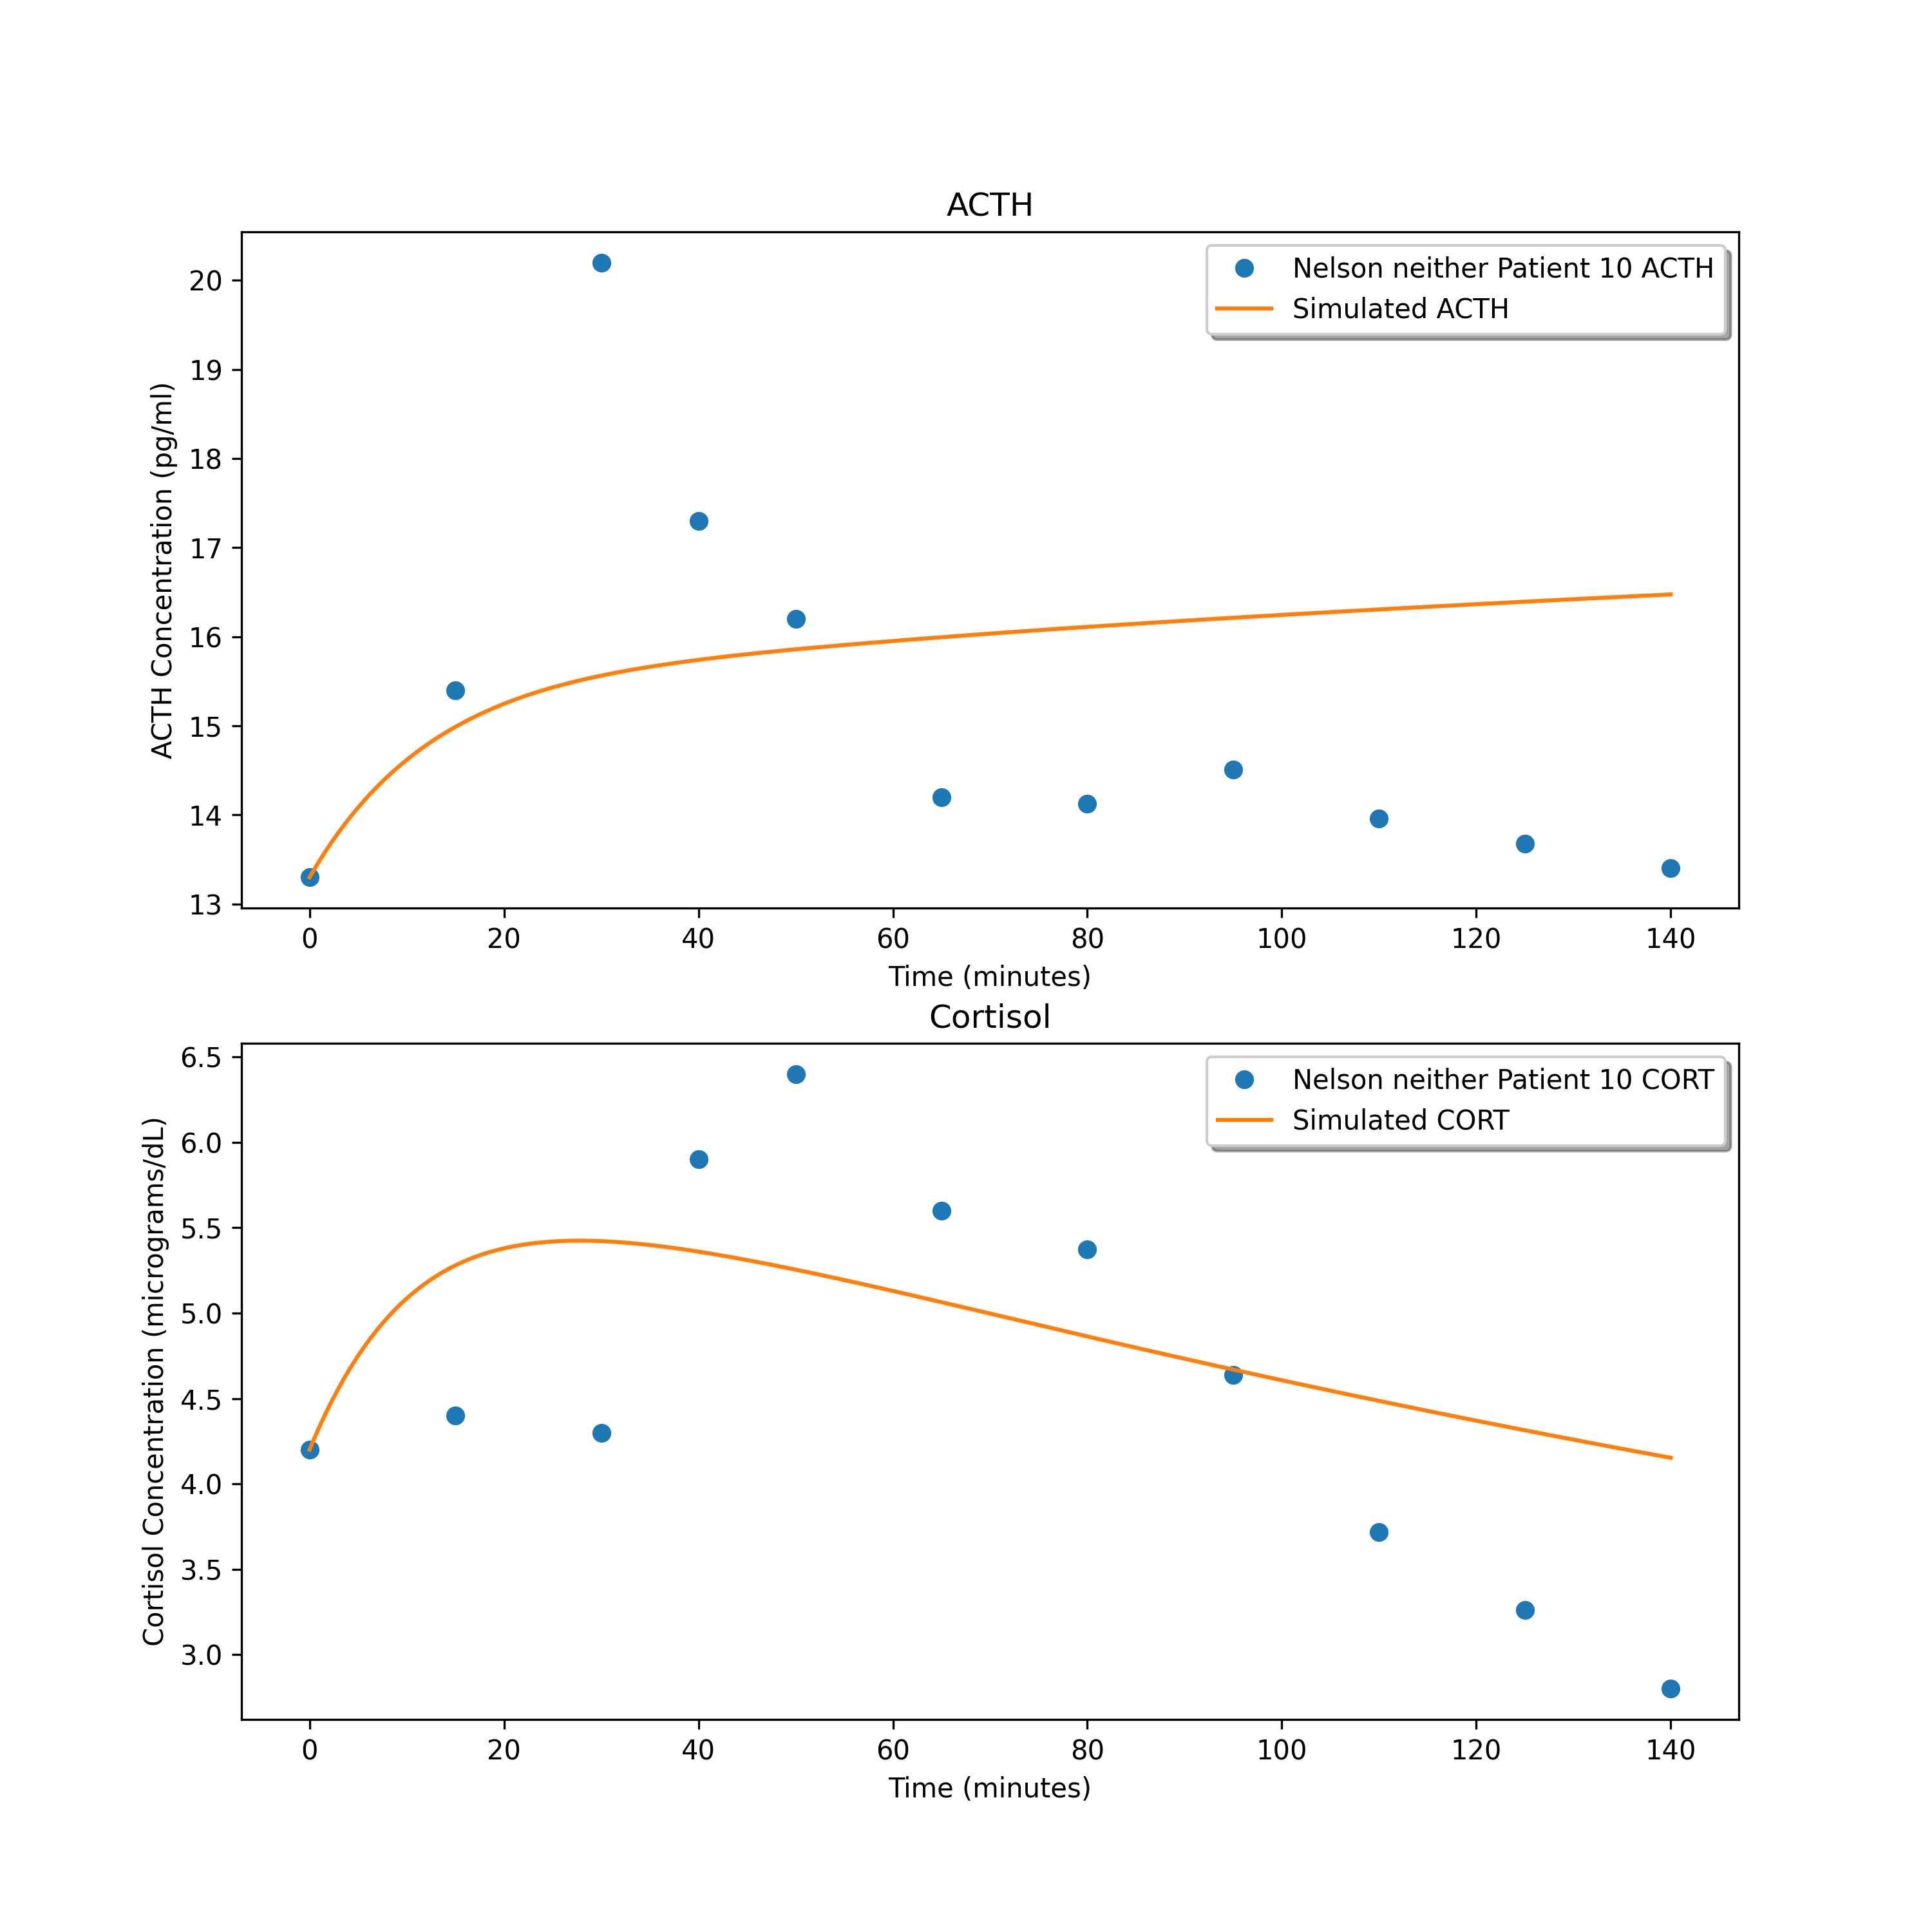 ACTH
Nelson neither Patient 10 ACTH
Simulated ACTH
ACTH Concentration (pg/ml)
20
19
18
17
16
15
14
13
0 20 40 60 80 100 120 140
Time (minutes)
Cortisol
Nelson neither Patient 10 CORT
Simulated CORT
Cortisol Concentration (micrograms/dL)
6.5
6.0
5.5
5.0
4.5
4.0
3.5
3.0
0 20 40 60 80 100 120 140
Time (minutes)